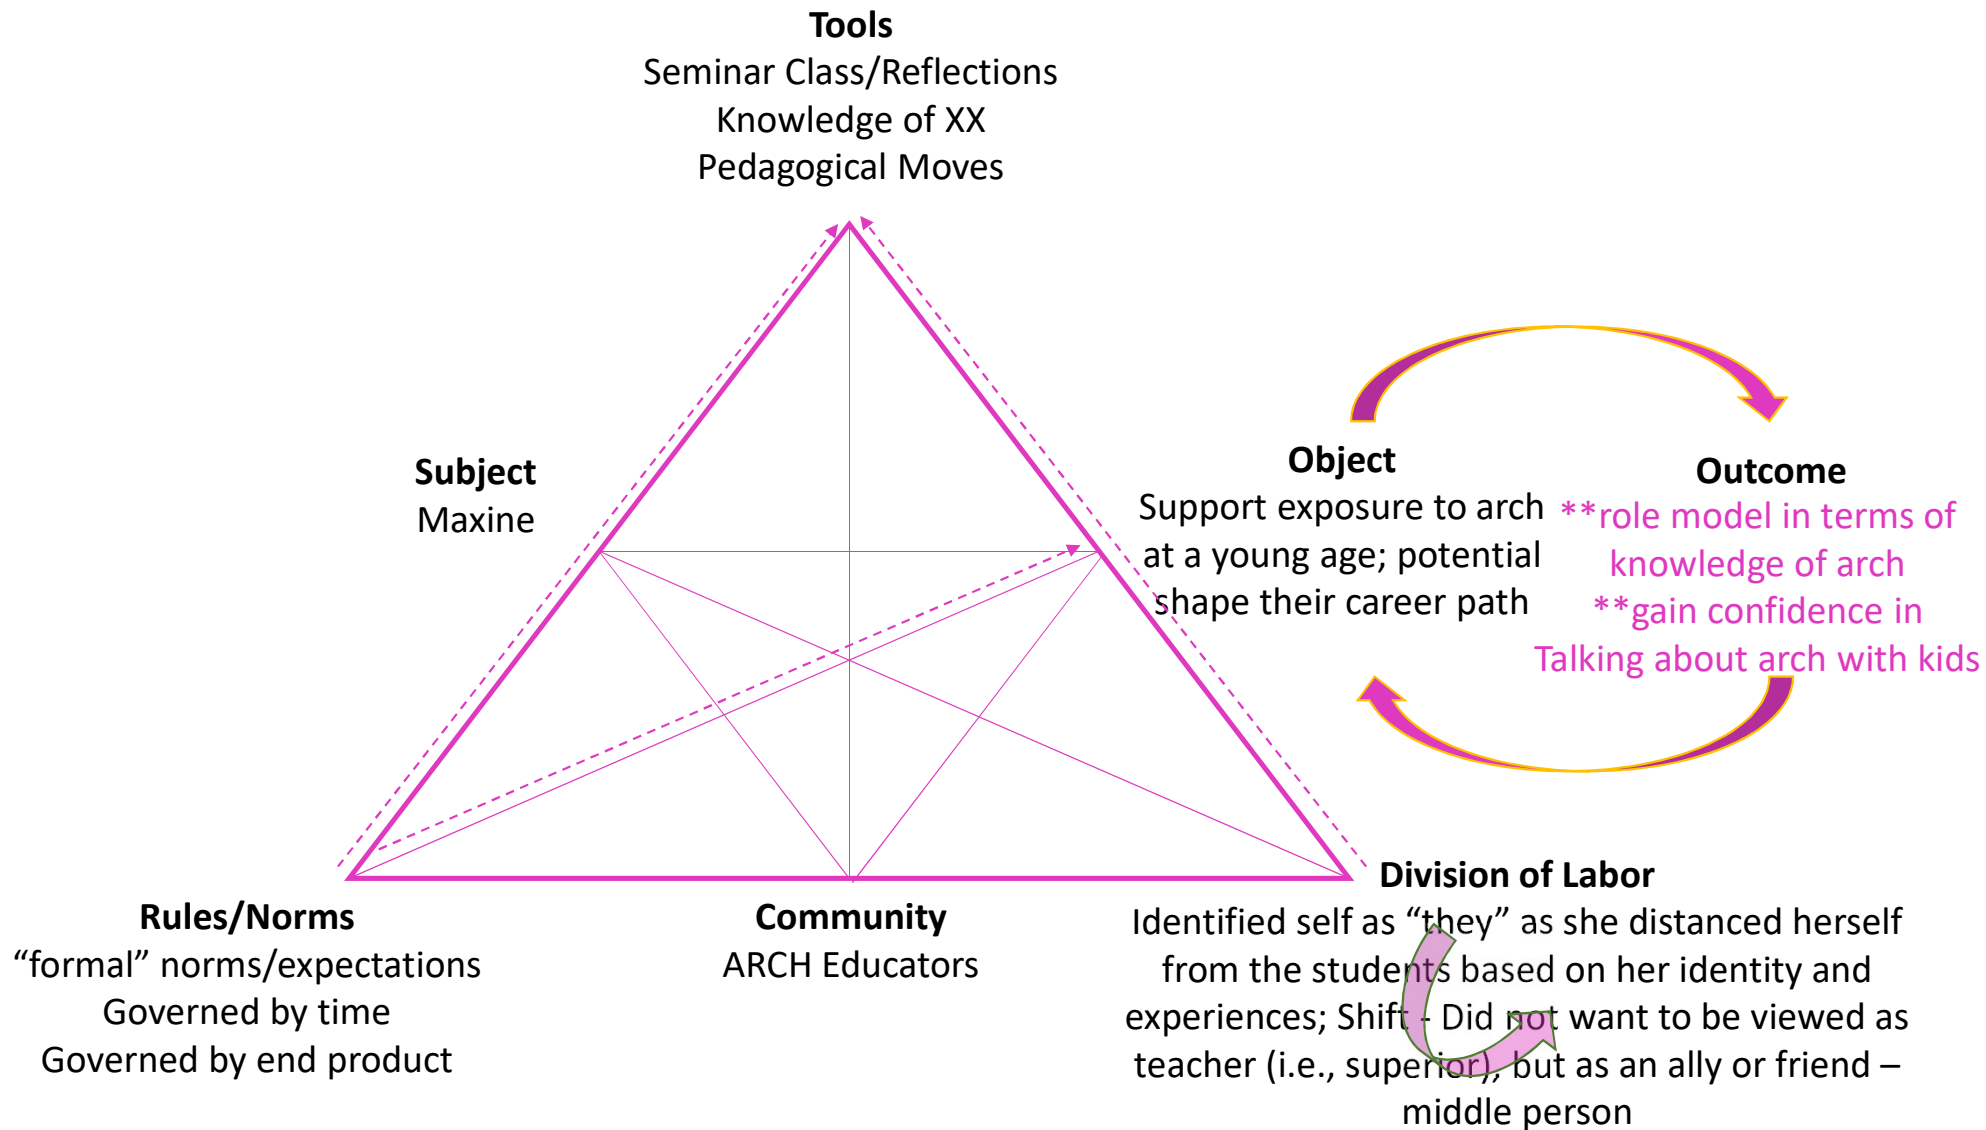 Tools
Seminar Class/Reflections
Knowledge of XX
Pedagogical Moves
Subject
Maxine
Object
Support exposure to arch
at a young age; potential
shape their career path
Outcome
**role model in terms of
knowledge of arch
**gain confidence in
Talking about arch with kids
Rules/Norms
“formal” norms/expectations
Governed by time
Governed by end product
Community
ARCH Educators
Division of Labor
Identified self as “they” as she distanced herself
from the students based on her identity and
experiences; Shift - Did not want to be viewed as
teacher (i.e., superior), but as an ally or friend –
middle person